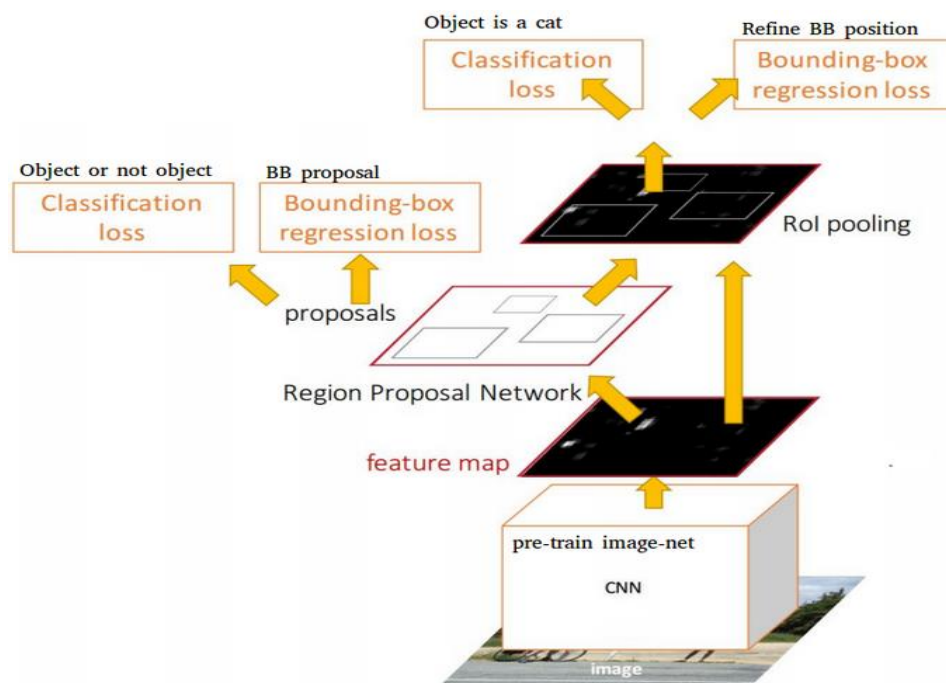 Object is a cat
Classification
loss
Refine BB position
Bounding-box
regression loss
Object or not object
Classification
loss
BB proposal
Bounding-box
regression loss
RoI pooling
proposals
Region Proposal Network
feature map
pre-train image-net
CNN
image